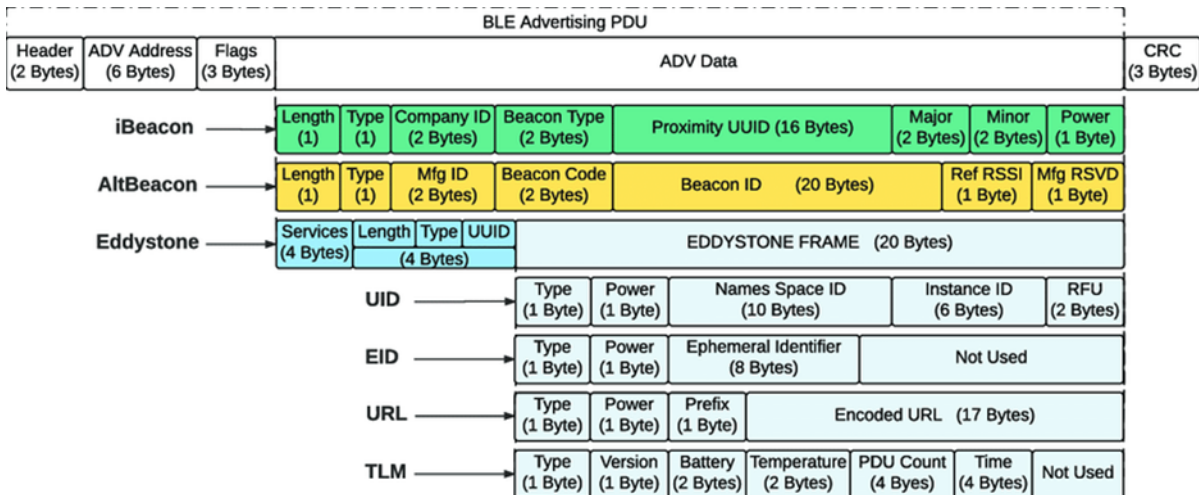 BLE Advertising PDU
Header ADV Address Flags ADV Data CRC
(2 Bytes) (6 Bytes) (3 Bytes) (3 Bytes)
iBeacon Length Type Company ID Beacon Type Proximity UUID (16 Bytes) Major Minor Power
(1) (1) (2 Bytes) (2 Bytes) (2 Bytes) (2 Bytes) (1 Byte)
AltBeacon Length Type Mfg ID Beacon Code Beacon ID (20 Bytes) Ref RSSI Mfg RSVD
(1) (1) (2 Bytes) (2 Bytes) (1 Byte) (1 Byte)
Eddystone Services Length Type UUID EDDYSTONE FRAME (20 Bytes)
(4 Bytes) (4 Bytes)
UID Type Power Names Space ID Instance ID RFU
(1 Byte) (1 Byte) (10 Bytes) (6 Bytes) (2 Bytes)
EID Type Power Ephemeral Identifier Not Used
(1 Byte) (1 Byte) (8 Bytes)
URL Type Power Prefix Encoded URL (17 Bytes)
(1 Byte) (1 Byte) (1 Byte)
TLM Type Version Battery Temperature PDU Count Time Not Used
(1 Byte) (1 Byte) (2 Bytes) (2 Bytes) (4 Byes) (4 Bytes)